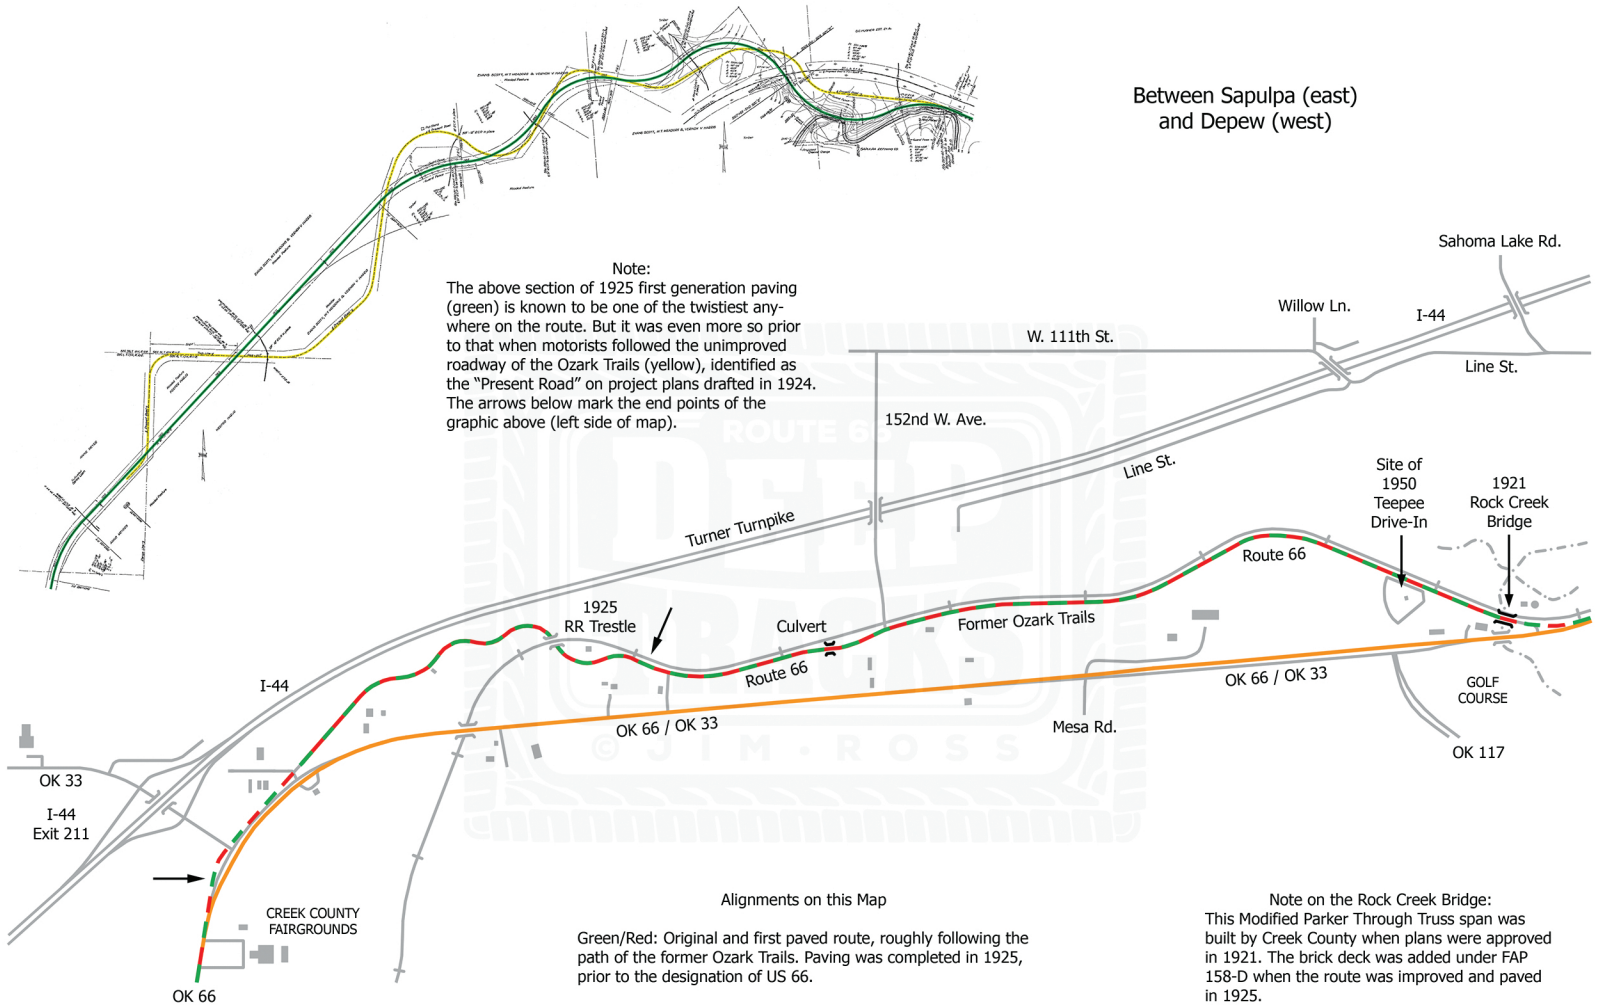 Between Sapulpa (east)
and Depew (west)
Note:
The above section of 1925 first generation paving
(green) is known to be one of the twistiest any-
where on the route. But it was even more so prior
to that when motorists followed the unimproved
roadway of the Ozark Trails (yellow), identified as
the “Present Road” on project plans drafted in 1924.
The arrows below mark the end points of the
graphic above (left side of map).
Sahoma Lake Rd.
Willow Ln.
I-44
W. 111th St.
Line St.
152nd W. Ave.
ROUTE 66
DEEP
TRACKS
© JIM · ROSS
Line St.
Site of
1950
Teepee
Drive-In
1921
Rock Creek
Bridge
Turner Turnpike
Route 66
1925
RR Trestle
Culvert
Former Ozark Trails
Route 66
I-44
OK 66 / OK 33
OK 66 / OK 33
GOLF
COURSE
Mesa Rd.
OK 117
OK 33
I-44
Exit 211
CREEK COUNTY
FAIRGROUNDS
OK 66
Alignments on this Map
Green/Red: Original and first paved route, roughly following the
path of the former Ozark Trails. Paving was completed in 1925,
prior to the designation of US 66.
Note on the Rock Creek Bridge:
This Modified Parker Through Truss span was
built by Creek County when plans were approved
in 1921. The brick deck was added under FAP
158-D when the route was improved and paved
in 1925.